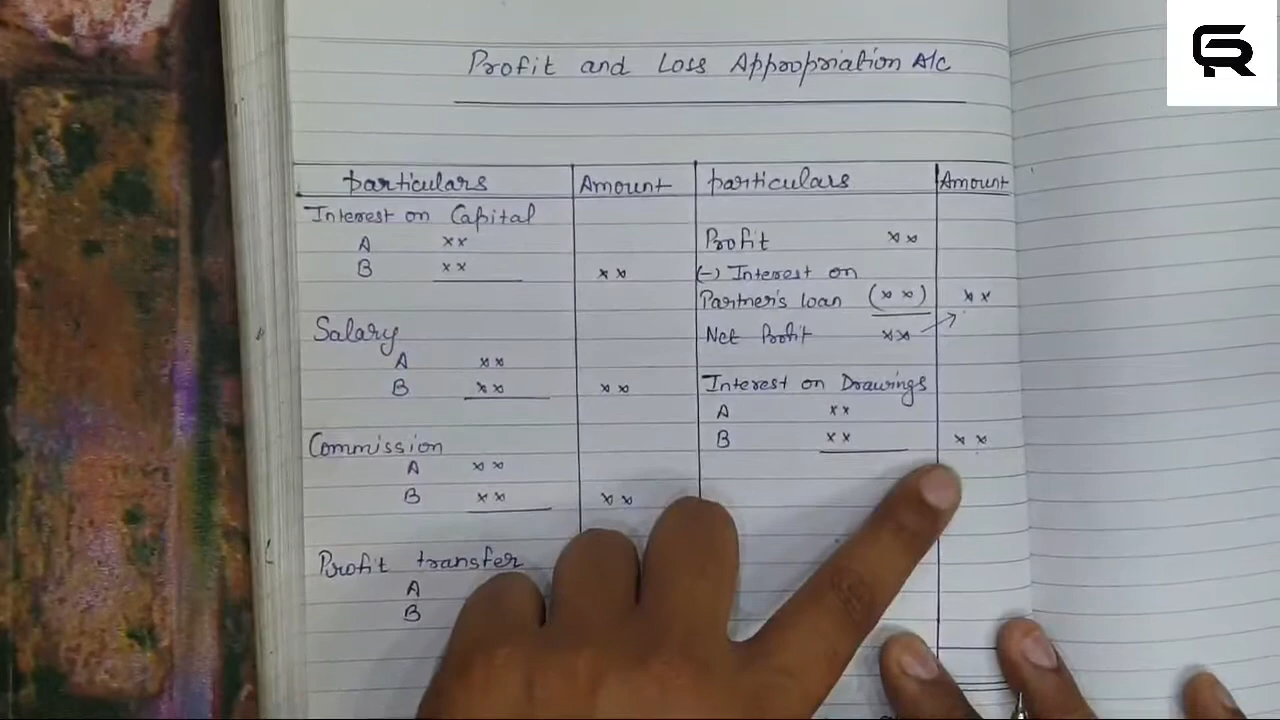 Profit and Loss Appropriation A/c
particulars Amount particulars Amount
Interest on Capital
A xx
B xx xx
Salary
A xx
B xx xx
Commission
A xx
B xx xx
Profit transfer
A
B
Profit xx
(-) Interest on
Partner's loan (xx) xx
Net Profit xx
Interest on Drawings
A xx
B xx xx
GR